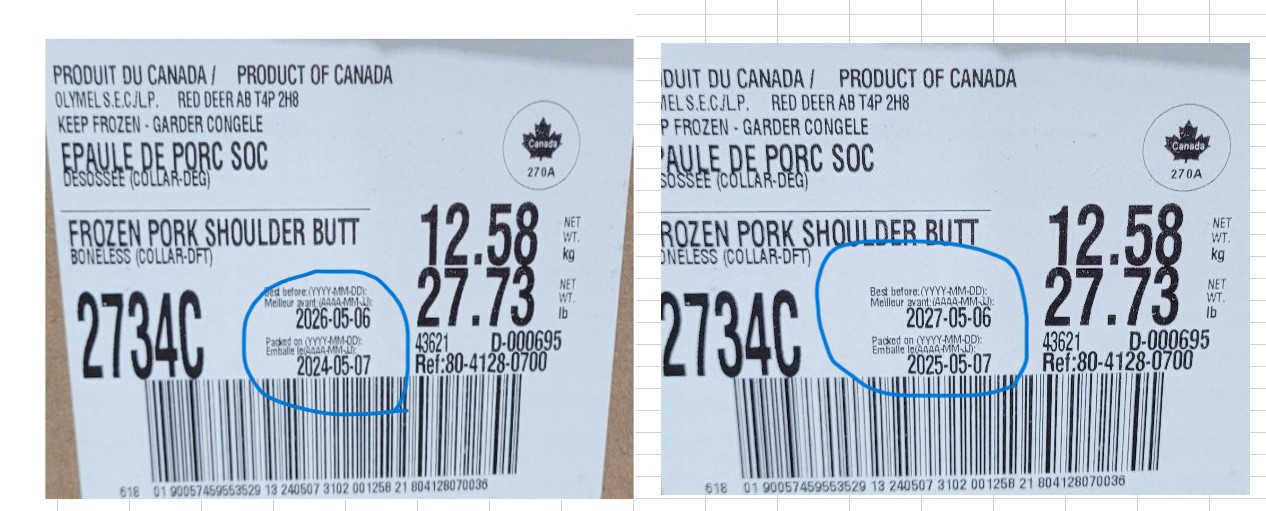 PRODUIT DU CANADA / PRODUCT OF CANADA
OLYMEL S.E.C./L.P. RED DEER AB T4P 2H8
KEEP FROZEN - GARDER CONGELE
EPAULE DE PORC SOC
DESOSSEE (COLLAR-DEG)
Canada
270A
FROZEN PORK SHOULDER BUTT
BONELESS (COLLAR-DFT)
12.58 NET WT. kg
27.73 NET WT. lb
2734C
Best before:(YYYY-MM-DD):
Meilleur avant:(AAAA-MM-JJ):
2026-05-06
Packed on (YYYY-MM-DD):
Emballe le(AAAA-MM-JJ):
2024-05-07
43621 D-000695
Ref:80-4128-0700
618 01 90057459553529 13 240507 3102 001258 21 804128070036
DUIT DU CANADA / PRODUCT OF CANADA
MEL S.E.C./L.P. RED DEER AB T4P 2H8
P FROZEN - GARDER CONGELE
PAULE DE PORC SOC
SOSSEE (COLLAR-DEG)
Canada
270A
ROZEN PORK SHOULDER BUTT
ONELESS (COLLAR-DFT)
12.58 NET WT. kg
27.73 NET WT. lb
2734C
Best before:(YYYY-MM-DD):
Meilleur avant:(AAAA-MM-JJ):
2027-05-06
Packed on (YYYY-MM-DD):
Emballe le(AAAA-MM-JJ):
2025-05-07
43621 D-000695
Ref:80-4128-0700
618 01 90057459553529 13 240507 3102 001258 21 804128070036